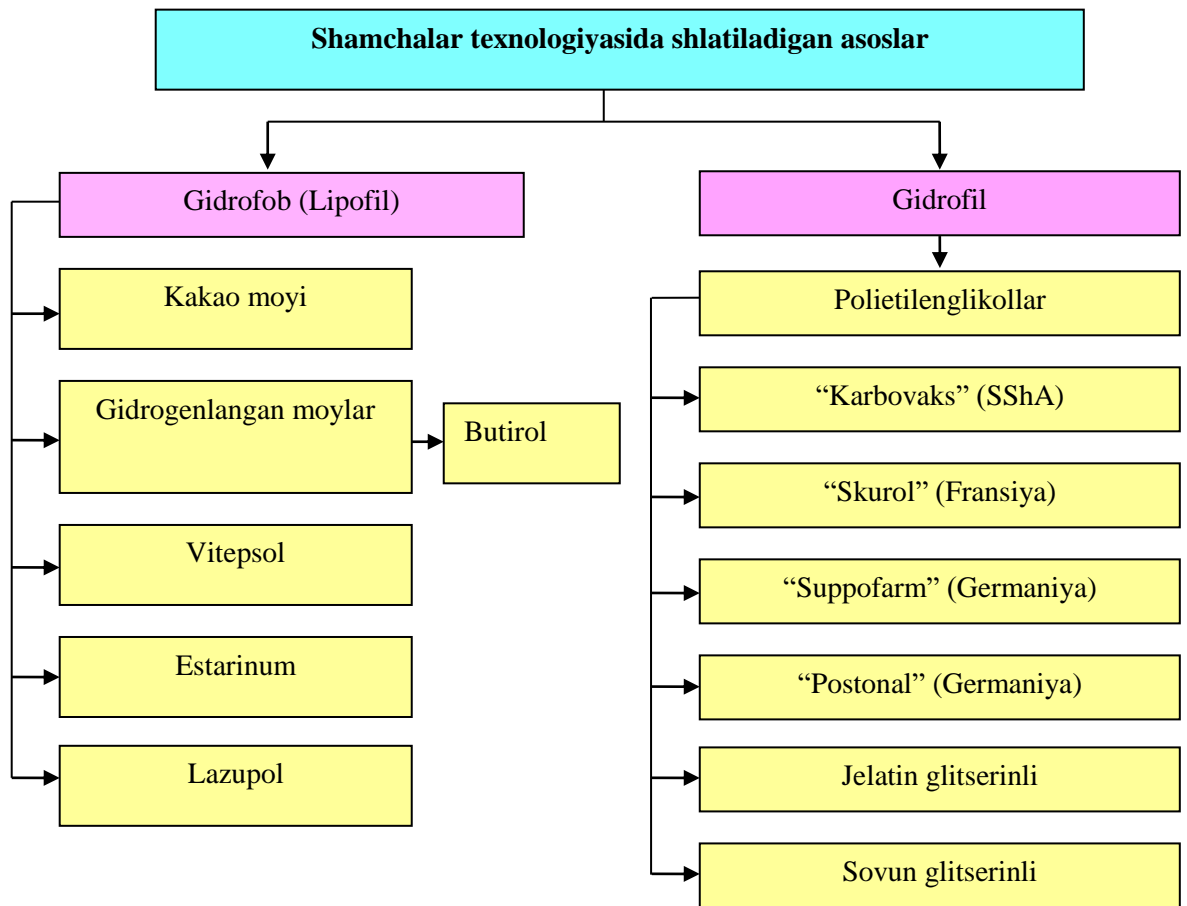 Shamchalar texnologiyasida shlatiladigan asoslar
Gidrofob (Lipofil)
Kakao moyi
Gidrogenlangan moylar
Butirol
Vitepsol
Estarinum
Lazupol
Gidrofil
Polietilenglikollar
“Karbovaks” (SShA)
“Skurol” (Fransiya)
“Suppofarm” (Germaniya)
“Postonal” (Germaniya)
Jelatin glitserinli
Sovun glitserinli